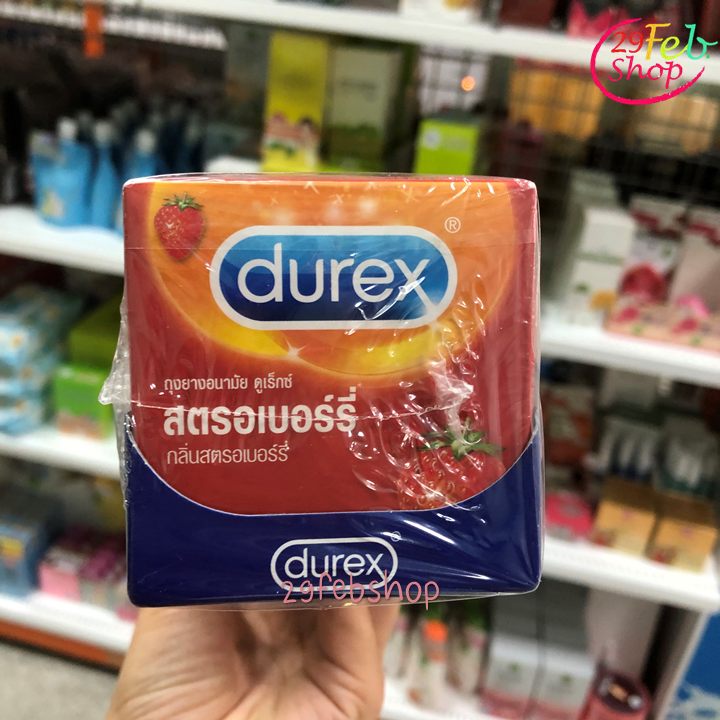 29Feb
Shop
durex
®
ถุงยางอนามัย ดูเร็กซ์
สตรอเบอร์รี่
กลิ่นสตรอเบอร์รี่
durex
29febshop